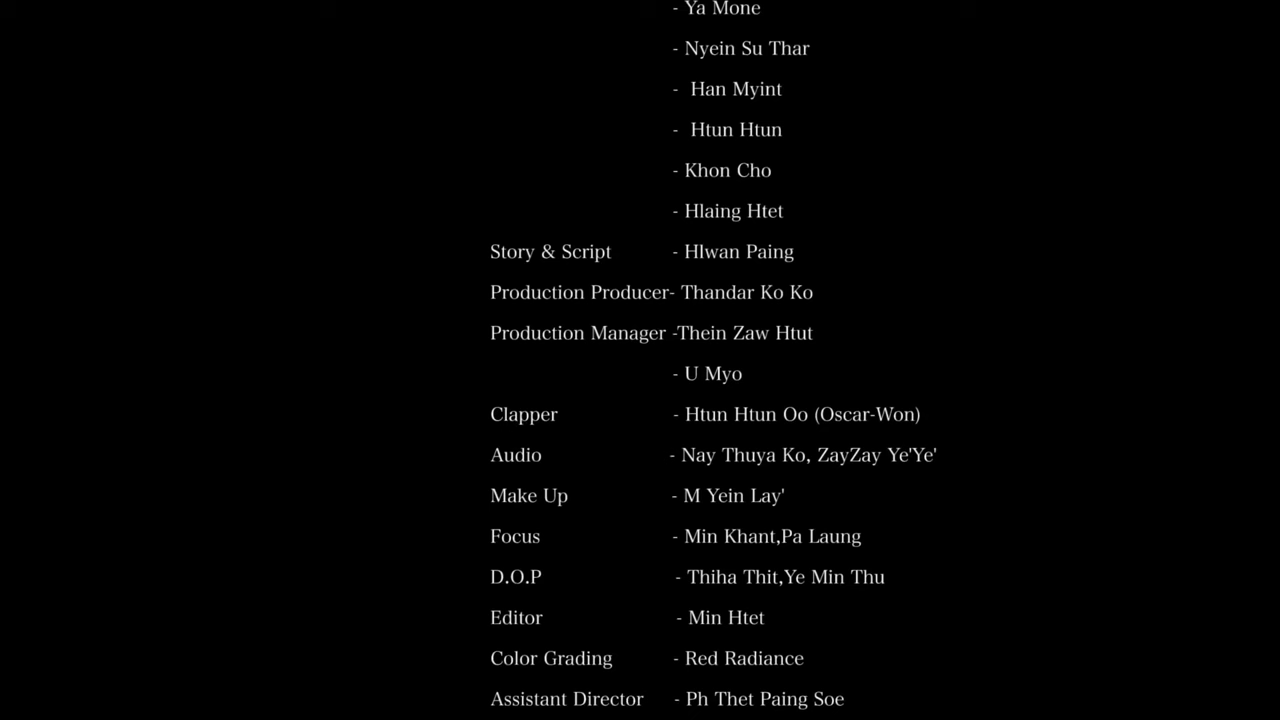 - Ya Mone
- Nyein Su Thar
- Han Myint
- Htun Htun
- Khon Cho
- Hlaing Htet
Story & Script - Hlwan Paing
Production Producer- Thandar Ko Ko
Production Manager -Thein Zaw Htut
- U Myo
Clapper - Htun Htun Oo (Oscar-Won)
Audio - Nay Thuya Ko, ZayZay Ye'Ye'
Make Up - M Yein Lay'
Focus - Min Khant,Pa Laung
D.O.P - Thiha Thit,Ye Min Thu
Editor - Min Htet
Color Grading - Red Radiance
Assistant Director - Ph Thet Paing Soe